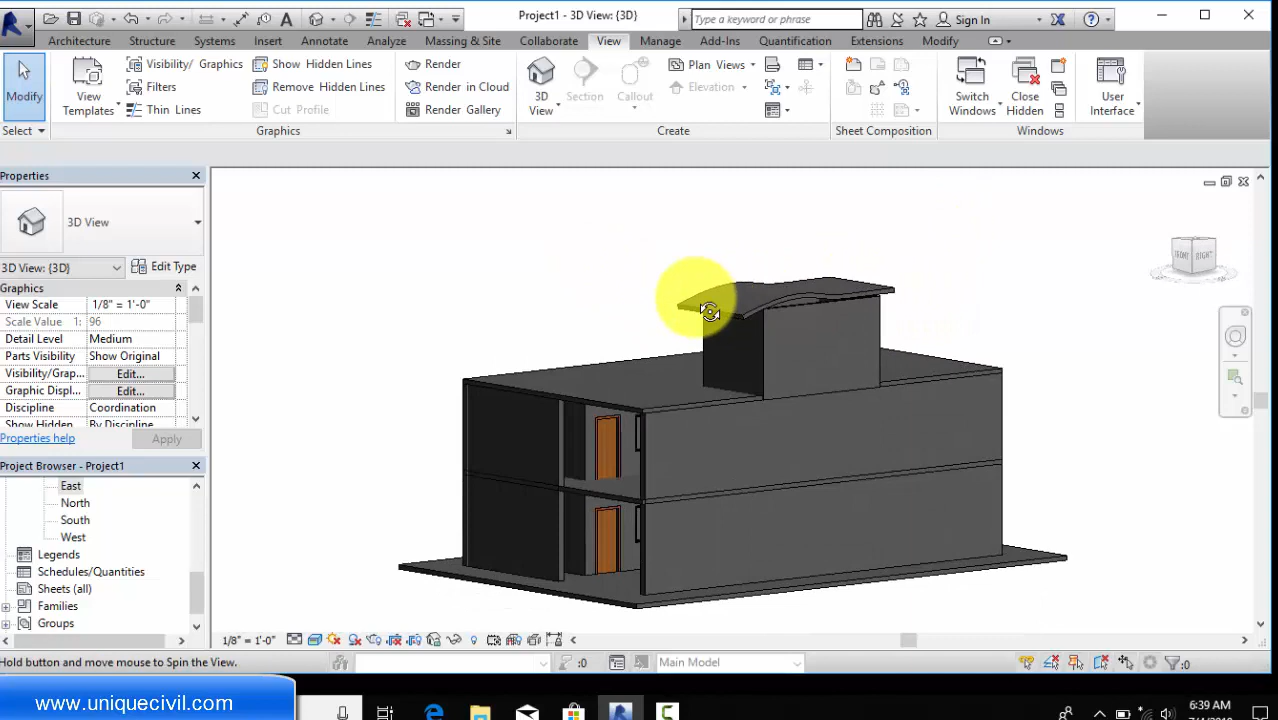 Project1 - 3D View: {3D}
Type a keyword or phrase
Sign In
Architecture Structure Systems Insert Annotate Analyze Massing & Site Collaborate View Manage Add-Ins Quantification Extensions Modify
Modify
View Templates
Visibility/ Graphics
Filters
Thin Lines
Show Hidden Lines
Remove Hidden Lines
Cut Profile
Render
Render in Cloud
Render Gallery
3D View
Section
Callout
Plan Views
Elevation
Switch Windows
Close Hidden
User Interface
Select Graphics Create Sheet Composition Windows
Properties
3D View
3D View: {3D} Edit Type
Graphics
View Scale 1/8" = 1'-0"
Scale Value 1: 96
Detail Level Medium
Parts Visibility Show Original
Visibility/Grap... Edit...
Graphic Displ... Edit...
Discipline Coordination
Show Hidden By Discipline
Properties help Apply
Project Browser - Project1
East
North
South
West
Legends
Schedules/Quantities
Sheets (all)
Families
Groups
FRONT RIGHT
1/8" = 1'-0"
Hold button and move mouse to Spin the View.
:0 Main Model :0
www.uniquecivil.com
6:39 AM